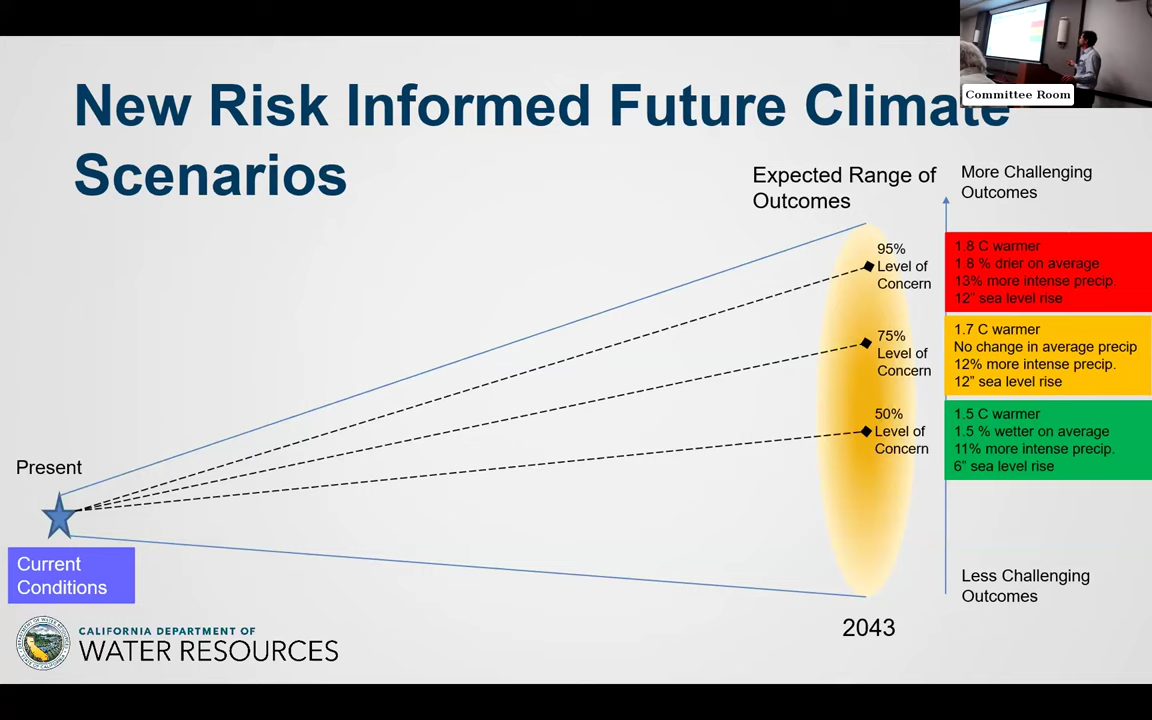 New Risk Informed Future Climate
Scenarios
Committee Room
Expected Range of
Outcomes
More Challenging
Outcomes
95%
Level of
Concern
1.8 C warmer
1.8 % drier on average
13% more intense precip.
12” sea level rise
75%
Level of
Concern
1.7 C warmer
No change in average precip
12% more intense precip.
12” sea level rise
50%
Level of
Concern
1.5 C warmer
1.5 % wetter on average
11% more intense precip.
6” sea level rise
Present
Current
Conditions
Less Challenging
Outcomes
2043
CALIFORNIA DEPARTMENT OF
WATER RESOURCES